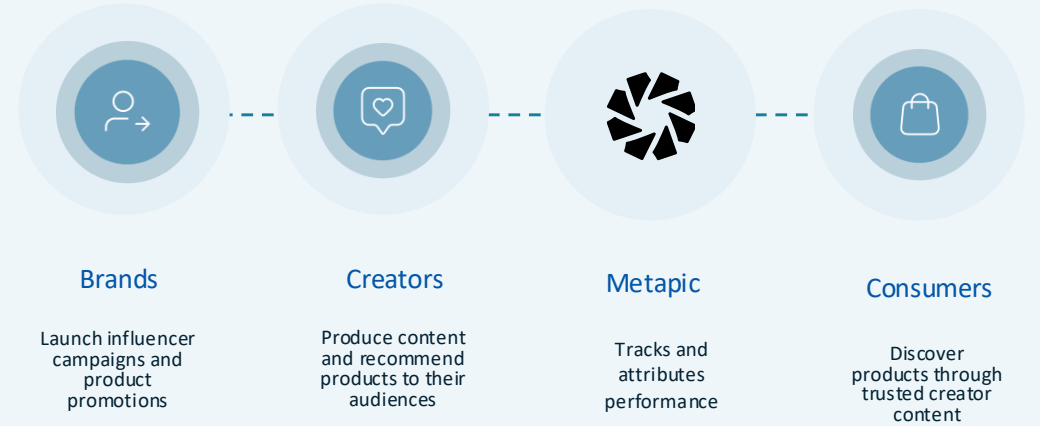 Brands
Launch influencer
campaigns and
product
promotions
Creators
Produce content
and recommend
products to their
audiences
Metapic
Tracks and
attributes
performance
Consumers
Discover
products through
trusted creator
content